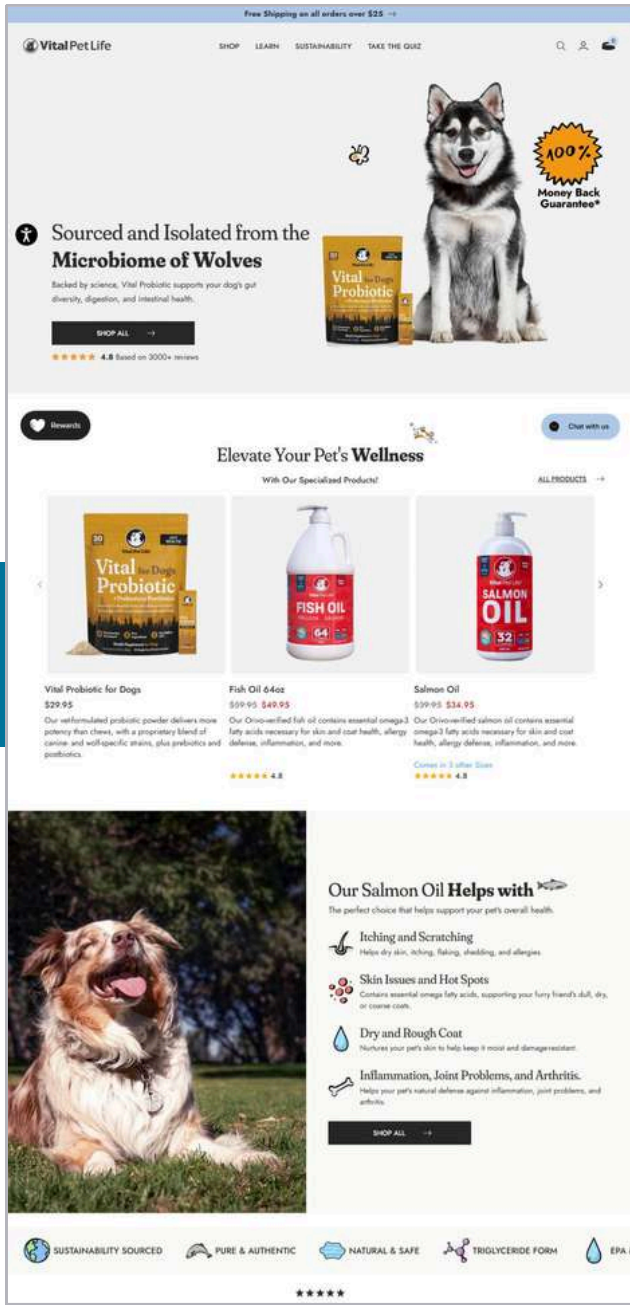 Free Shipping on all orders over $25 →
Vital Pet Life
SHOP LEARN SUSTAINABILITY TAKE THE QUIZ
100%
Money Back
Guarantee*
Sourced and Isolated from the
Microbiome of Wolves
Backed by science, Vital Probiotic supports your dog's gut
diversity, digestion, and intestinal health.
SHOP ALL →
4.8 Based on 3000+ reviews
Vital for Dogs
Probiotic
Rewards
Chat with us
Elevate Your Pet's Wellness
With Our Specialized Products!
ALL PRODUCTS →
30
Vital Pet Life
Vital for Dogs
Probiotic
FISH OIL
64
Vital Pet Life
SALMON
OIL
32
Vital Probiotic for Dogs
$29.95
Our vet-formulated probiotic powder delivers more
potency than chews, with a proprietary blend of
canine- and wolf-specific strains, plus prebiotics and
postbiotics.
Fish Oil 64oz
$59.95 $49.95
Our Orivo-verified fish oil contains essential omega-3
fatty acids necessary for skin and coat health, allergy
defense, inflammation, and more.
4.8
Salmon Oil
$39.95 $34.95
Our Orivo-verified salmon oil contains essential
omega-3 fatty acids necessary for skin and coat
health, allergy defense, inflammation, and more.
Comes in 3 other Sizes
4.8
Our Salmon Oil Helps with
The perfect choice that helps support your pet's overall health.
Itching and Scratching
Helps dry skin, itching, flaking, shedding, and allergies.
Skin Issues and Hot Spots
Contains essential omega fatty acids, supporting your furry friend's dull, dry,
or coarse coats.
Dry and Rough Coat
Nurtures your pet's skin to help keep it moist and damage-resistant.
Inflammation, Joint Problems, and Arthritis.
Helps your pet's natural defense against inflammation, joint problems, and
arthritis.
SHOP ALL →
SUSTAINABILITY SOURCED
PURE & AUTHENTIC
NATURAL & SAFE
TRIGLYCERIDE FORM
EPA